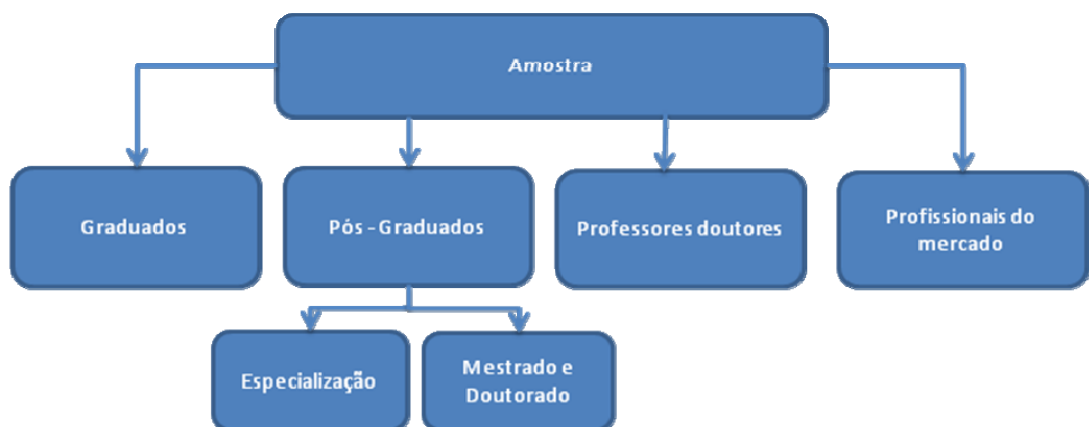 Amostra
Graduados
Pós - Graduados
Professores doutores
Profissionais do
mercado
Especialização
Mestrado e
Doutorado